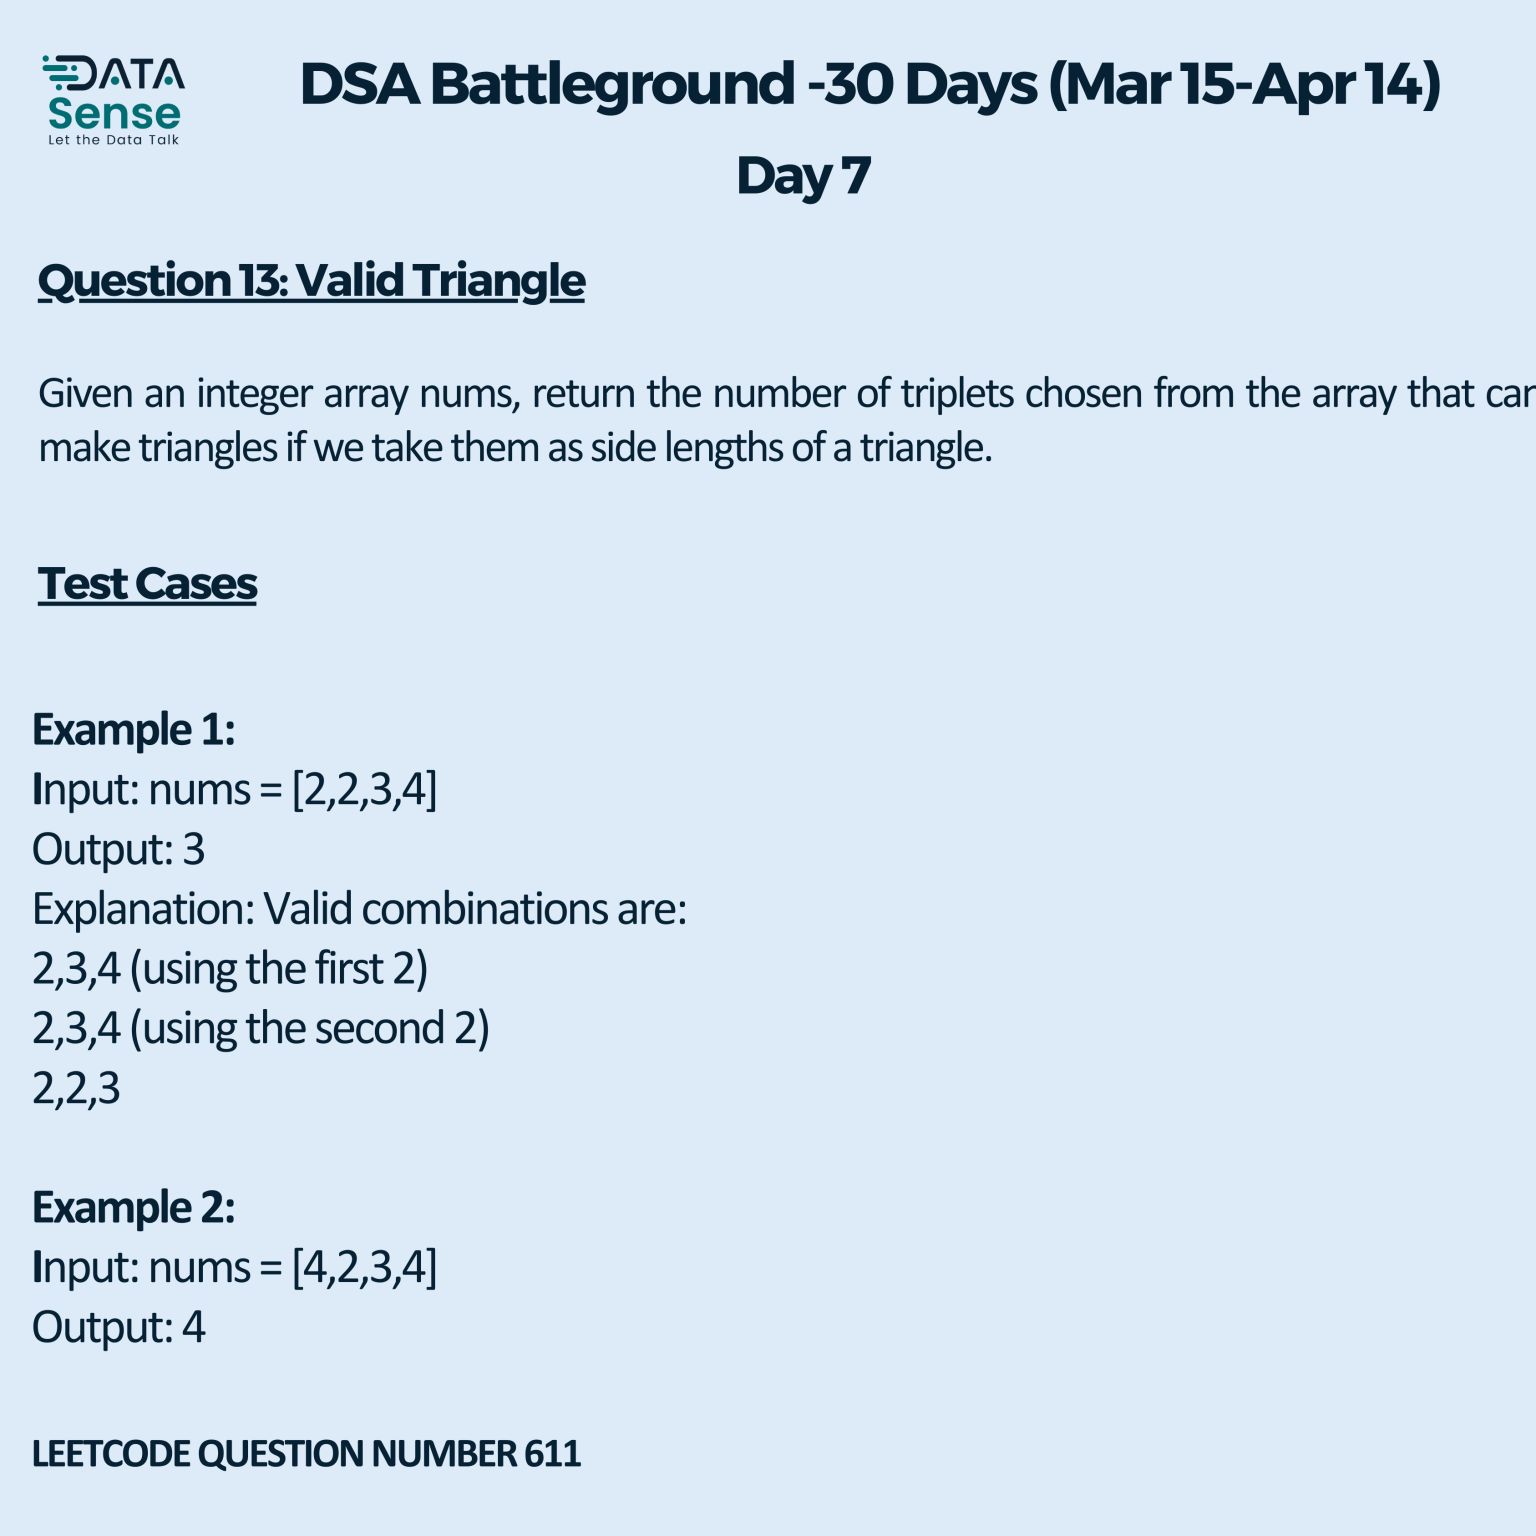 DATA
Sense
Let the Data Talk
DSA Battleground -30 Days (Mar 15-Apr 14)
Day 7
Question 13: Valid Triangle
Given an integer array nums, return the number of triplets chosen from the array that can
make triangles if we take them as side lengths of a triangle.
Test Cases
Example 1:
Input: nums = [2,2,3,4]
Output: 3
Explanation: Valid combinations are:
2,3,4 (using the first 2)
2,3,4 (using the second 2)
2,2,3
Example 2:
Input: nums = [4,2,3,4]
Output: 4
LEETCODE QUESTION NUMBER 611